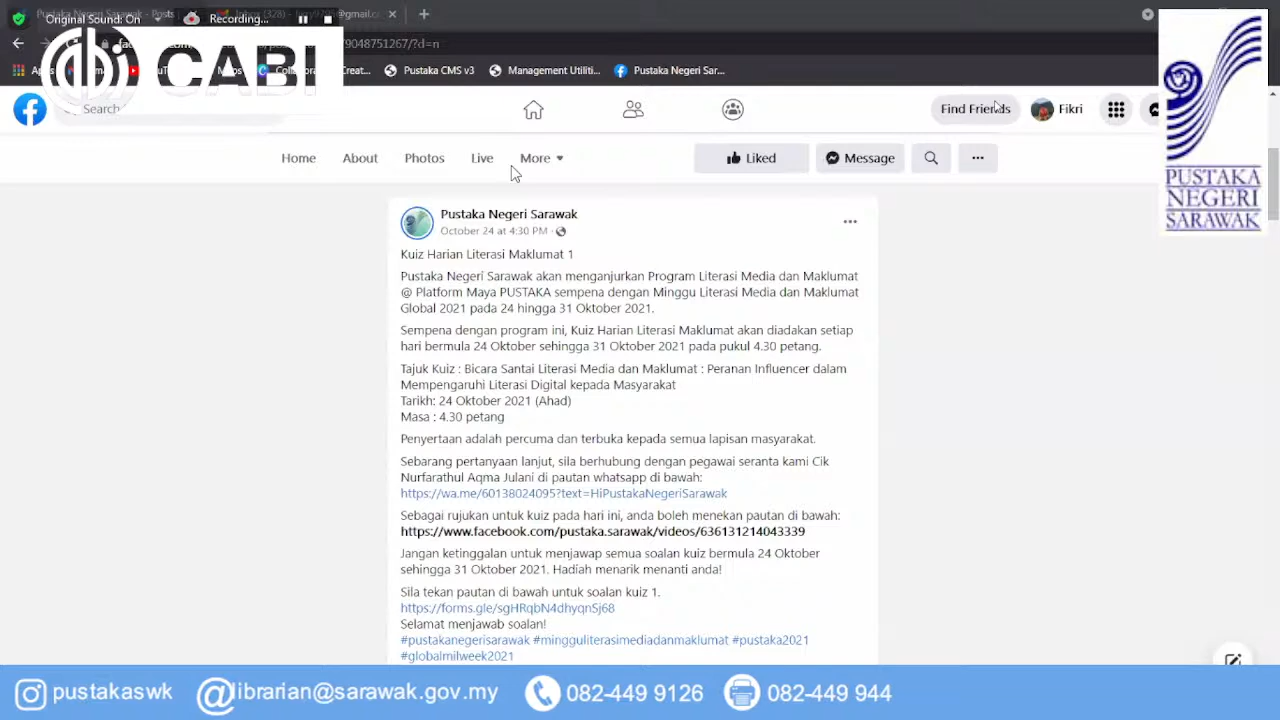 Original Sound: On
Recording...
9048751267/?d=n
Creat...
Pustaka CMS v3
Management Utiliti...
Pustaka Negeri Sar...
CABI
Search
Find Friends
Fikri
PUSTAKA
NEGERI
SARAWAK
Home
About
Photos
Live
More
Liked
Message
Pustaka Negeri Sarawak
October 24 at 4:30 PM ·
Kuiz Harian Literasi Maklumat 1
Pustaka Negeri Sarawak akan menganjurkan Program Literasi Media dan Maklumat
@ Platform Maya PUSTAKA sempena dengan Minggu Literasi Media dan Maklumat
Global 2021 pada 24 hingga 31 Oktober 2021.
Sempena dengan program ini, Kuiz Harian Literasi Maklumat akan diadakan setiap
hari bermula 24 Oktober sehingga 31 Oktober 2021 pada pukul 4.30 petang.
Tajuk Kuiz : Bicara Santai Literasi Media dan Maklumat : Peranan Influencer dalam
Mempengaruhi Literasi Digital kepada Masyarakat
Tarikh: 24 Oktober 2021 (Ahad)
Masa : 4.30 petang
Penyertaan adalah percuma dan terbuka kepada semua lapisan masyarakat.
Sebarang pertanyaan lanjut, sila berhubung dengan pegawai seranta kami Cik
Nurfarathul Aqma Julani di pautan whatsapp di bawah:
https://wa.me/60138024095?text=HiPustakaNegeriSarawak
Sebagai rujukan untuk kuiz pada hari ini, anda boleh menekan pautan di bawah:
https://www.facebook.com/pustaka.sarawak/videos/636131214043339
Jangan ketinggalan untuk menjawap semua soalan kuiz bermula 24 Oktober
sehingga 31 Oktober 2021. Hadiah menarik menanti anda!
Sila tekan pautan di bawah untuk soalan kuiz 1.
https://forms.gle/sgHRqbN4dhyqnSj68
Selamat menjawab soalan!
#pustakanegerisarawak #mingguliterasimediadanmaklumat #pustaka2021
#globalmilweek2021
pustakaswk
@librarian@sarawak.gov.my
082-449 9126
082-449 944